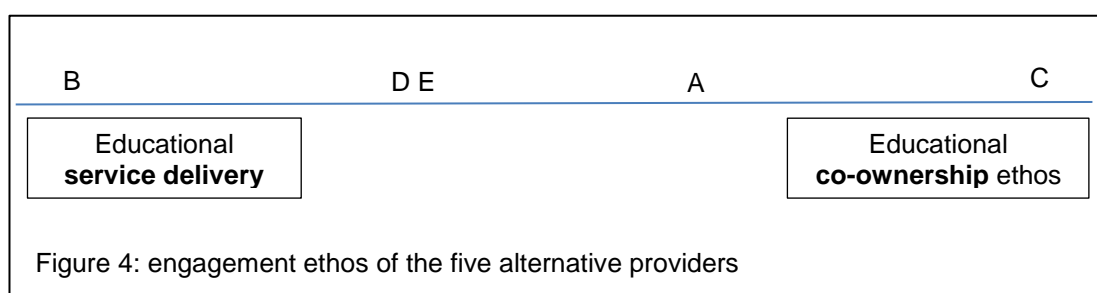 B D E A C
Educational
service delivery
Educational
co-ownership ethos
Figure 4: engagement ethos of the five alternative providers